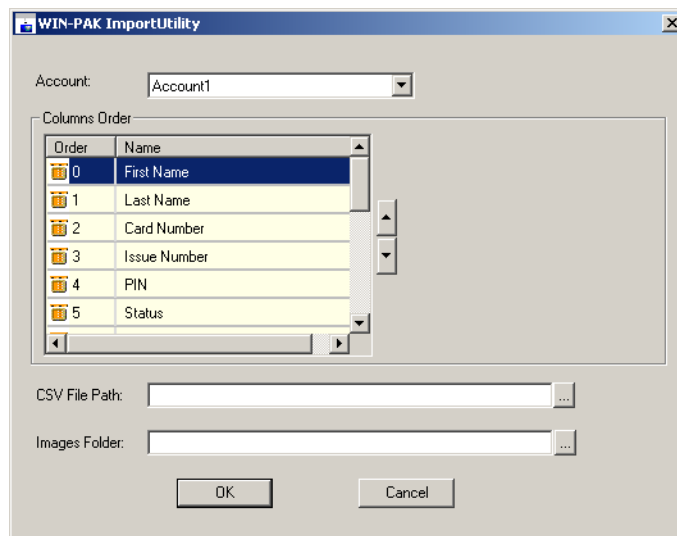 WIN-PAK ImportUtility
Account:
Account1
Columns Order
Order Name
0 First Name
1 Last Name
2 Card Number
3 Issue Number
4 PIN
5 Status
CSV File Path:
...
Images Folder:
...
OK Cancel